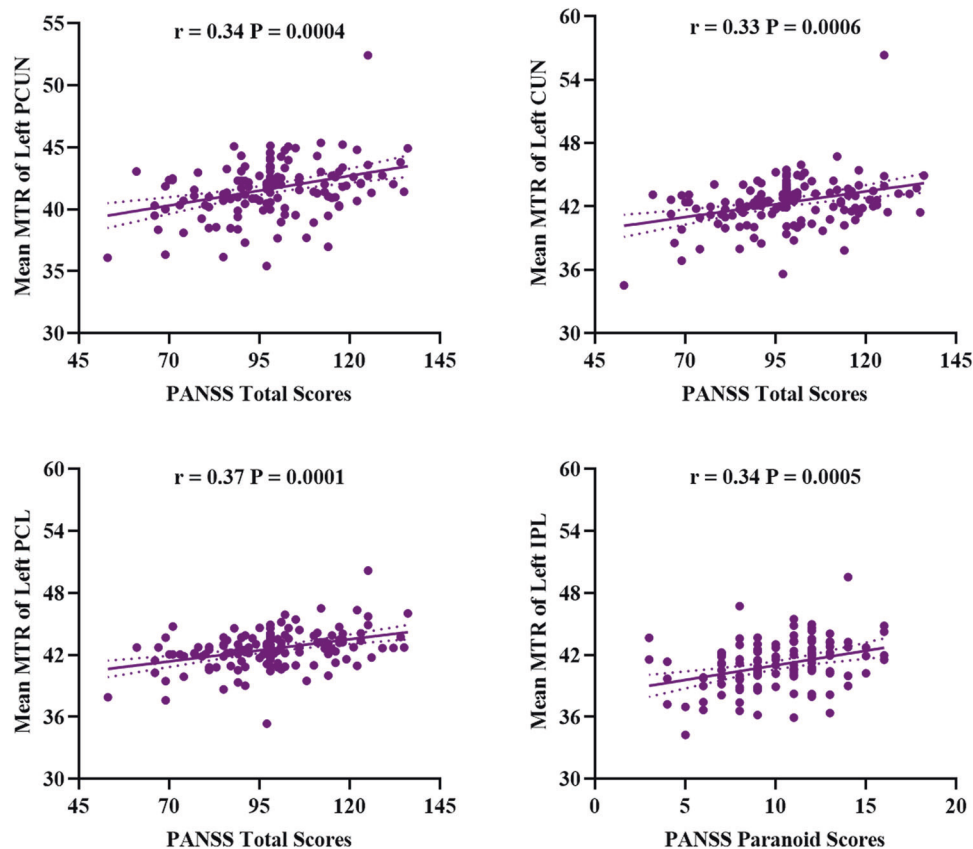 r = 0.34 P = 0.0004
55
50
45
40
35
30
Mean MTR of Left PCUN
45 70 95 120 145
PANSS Total Scores
r = 0.33 P = 0.0006
60
54
48
42
36
30
Mean MTR of Left CUN
45 70 95 120 145
PANSS Total Scores
r = 0.37 P = 0.0001
60
54
48
42
36
30
Mean MTR of Left PCL
45 70 95 120 145
PANSS Total Scores
r = 0.34 P = 0.0005
60
54
48
42
36
30
Mean MTR of Left IPL
0 5 10 15 20
PANSS Paranoid Scores